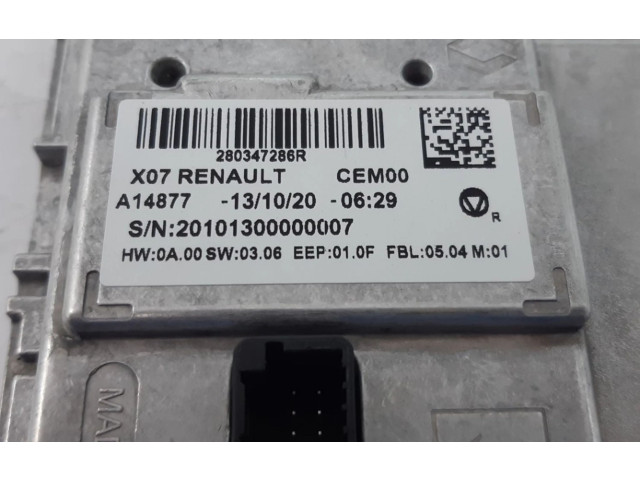 280347286R
X07 RENAULT CEM00
A14877 -13/10/20 -06:29
R
S/N:20101300000007
HW:0A.00 SW:03.06 EEP:01.0F FBL:05.04 M:01